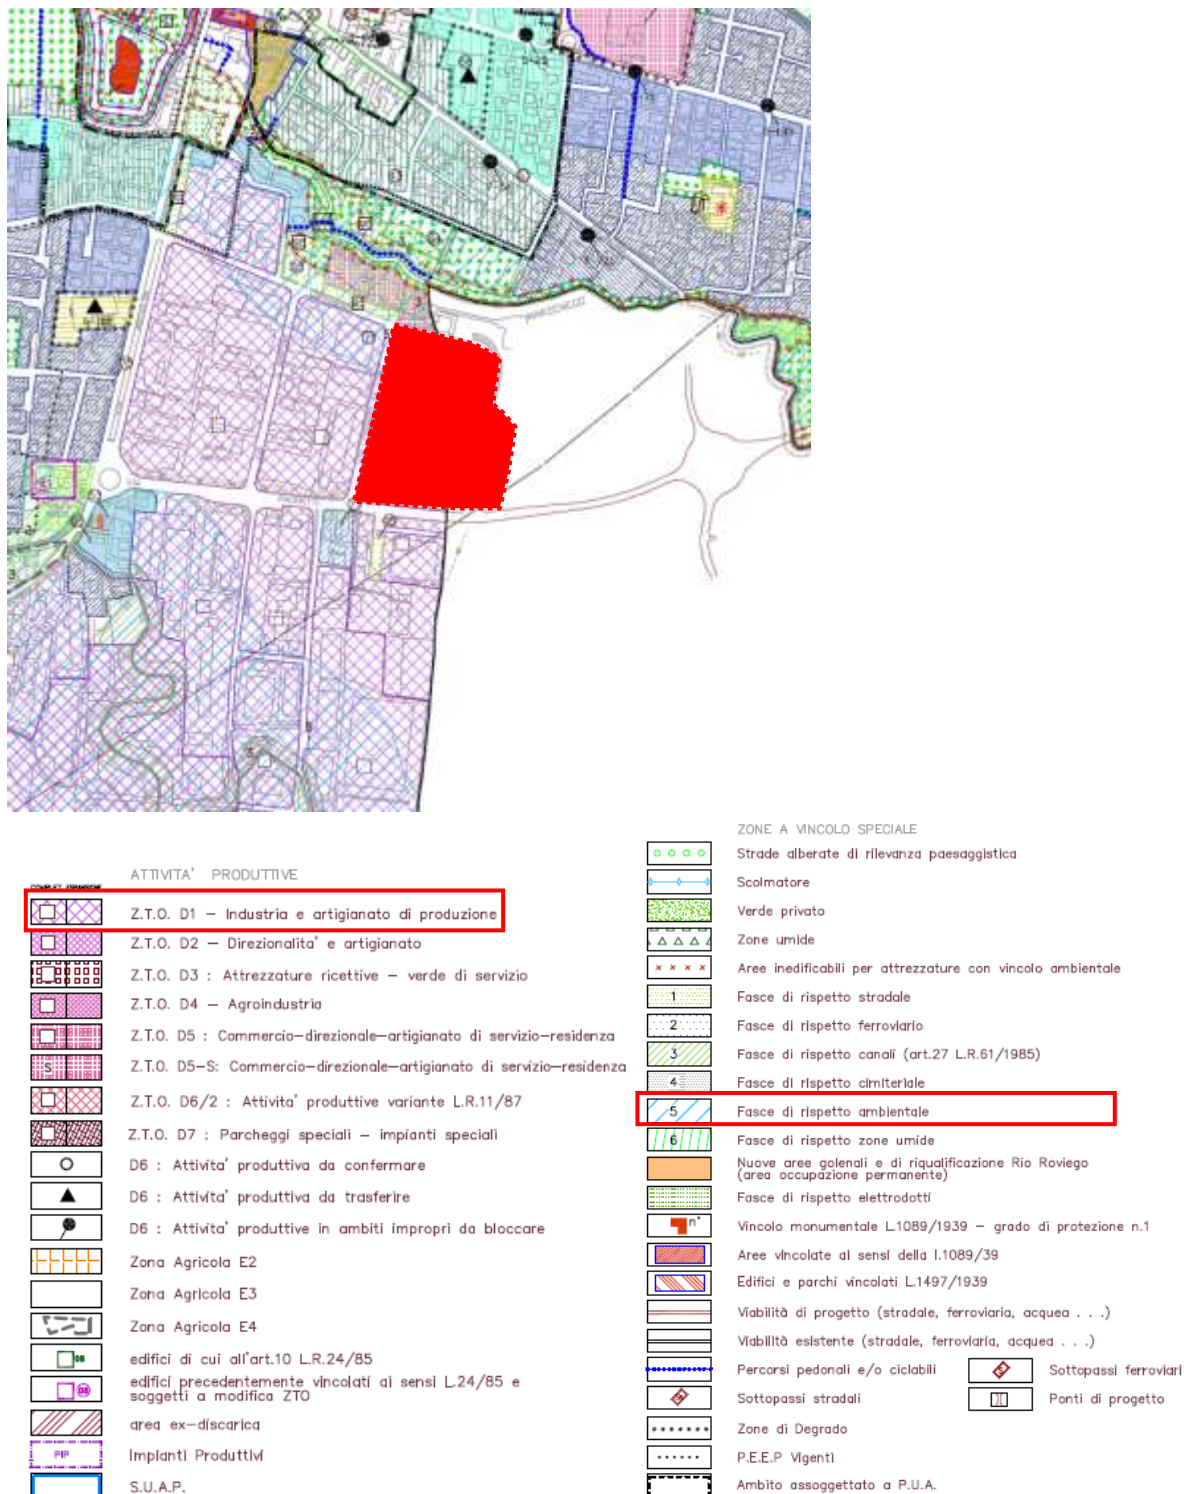 ATTIVITA' PRODUTTIVE
Z.T.O. D1 – Industria e artigianato di produzione
Z.T.O. D2 – Direzionalita' e artigianato
Z.T.O. D3 : Attrezzature ricettive – verde di servizio
Z.T.O. D4 – Agroindustria
Z.T.O. D5 : Commercio–direzionale–artigianato di servizio–residenza
S
Z.T.O. D5–S: Commercio–direzionale–artigianato di servizio–residenza
Z.T.O. D6/2 : Attivita' produttive variante L.R.11/87
Z.T.O. D7 : Parcheggi speciali – impianti speciali
D6 : Attivita' produttiva da confermare
D6 : Attivita' produttiva da trasferire
D6 : Attivita' produttive in ambiti impropri da bloccare
Zona Agricola E2
Zona Agricola E3
Zona Agricola E4
edifici di cui all'art.10 L.R.24/85
edifici precedentemente vincolati ai sensi L.24/85 e
soggetti a modifica ZTO
area ex–discarica
PIP
Impianti Produttivi
S.U.A.P.
ZONE A VINCOLO SPECIALE
Strade alberate di rilevanza paesaggistica
Scolmatore
Verde privato
Zone umide
Aree inedificabili per attrezzature con vincolo ambientale
1 Fasce di rispetto stradale
2 Fasce di rispetto ferroviario
3 Fasce di rispetto canali (art.27 L.R.61/1985)
4 Fasce di rispetto cimiteriale
5 Fasce di rispetto ambientale
6 Fasce di rispetto zone umide
Nuove aree golenali e di riqualificazione Rio Roviego
(area occupazione permanente)
Fasce di rispetto elettrodotti
n° Vincolo monumentale L.1089/1939 – grado di protezione n.1
Aree vincolate ai sensi della l.1089/39
Edifici e parchi vincolati L.1497/1939
Viabilità di progetto (stradale, ferroviaria, acquea . . .)
Viabilità esistente (stradale, ferroviaria, acquea . . .)
Percorsi pedonali e/o ciclabili
Sottopassi ferroviari
Sottopassi stradali
Ponti di progetto
Zone di Degrado
P.E.E.P Vigenti
Ambito assoggettato a P.U.A.